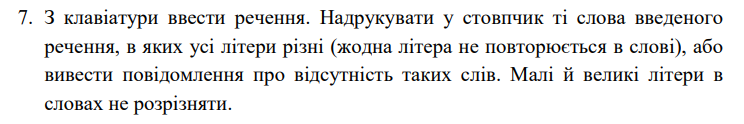 7. З клавіатури ввести речення. Надрукувати у стовпчик ті слова введеного
речення, в яких усі літери різні (жодна літера не повторюється в слові), або
вивести повідомлення про відсутність таких слів. Малі й великі літери в
словах не розрізняти.